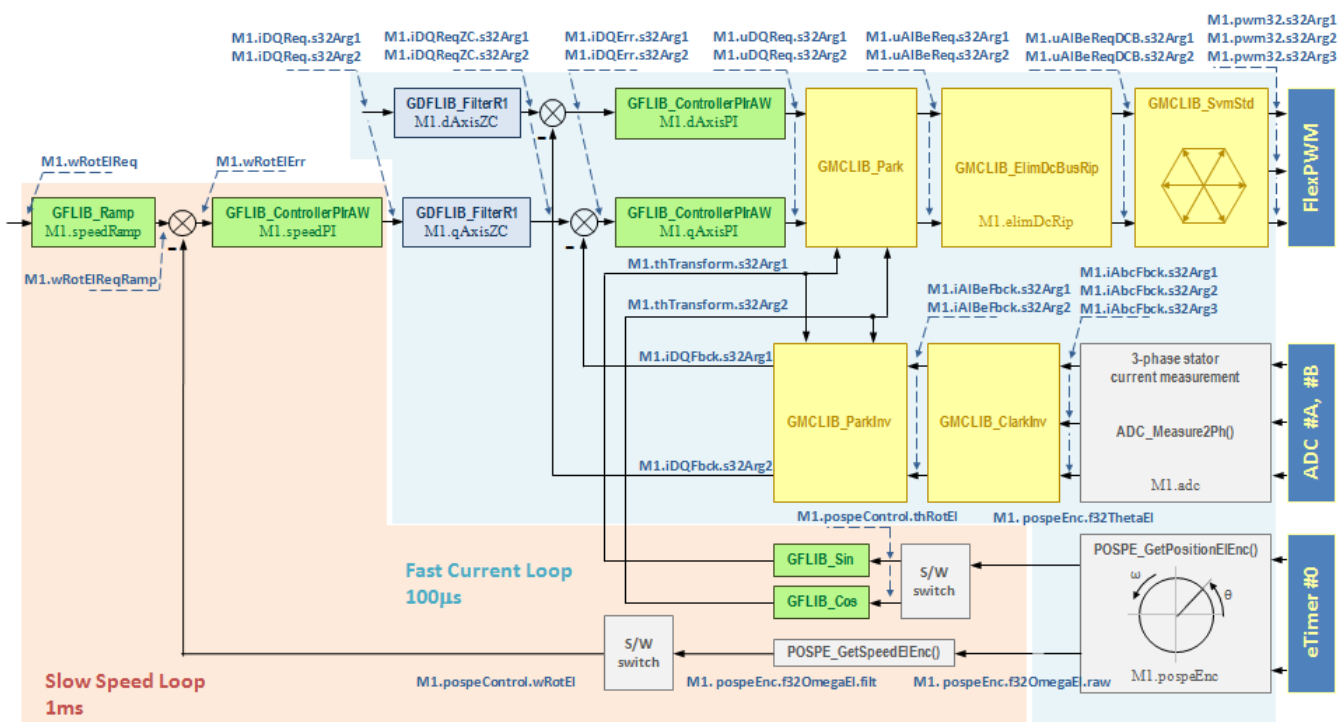 M1.iDQReq.s32Arg1
M1.iDQReq.s32Arg2
M1.iDQReqZC.s32Arg1
M1.iDQReqZC.s32Arg2
M1.iDQErr.s32Arg1
M1.iDQErr.s32Arg2
M1.uDQReq.s32Arg1
M1.uDQReq.s32Arg2
M1.uAlBeReq.s32Arg1
M1.uAlBeReq.s32Arg2
M1.uAlBeReqDCB.s32Arg1
M1.uAlBeReqDCB.s32Arg2
M1.pwm32.s32Arg1
M1.pwm32.s32Arg2
M1.pwm32.s32Arg3
GDFLIB_FilterR1
M1.dAxisZC
-
GFLIB_ControllerPIrAW
M1.dAxisPI
GMCLIB_Park
GMCLIB_ElimDcBusRip
M1.elimDcRip
GMCLIB_SvmStd
FlexPWM
M1.wRotElReq
M1.wRotElErr
GFLIB_Ramp
M1.speedRamp
-
GFLIB_ControllerPIrAW
M1.speedPI
GDFLIB_FilterR1
M1.qAxisZC
-
GFLIB_ControllerPIrAW
M1.qAxisPI
M1.wRotElReqRamp
M1.thTransform.s32Arg1
M1.thTransform.s32Arg2
M1.iAlBeFbck.s32Arg1
M1.iAlBeFbck.s32Arg2
M1.iAbcFbck.s32Arg1
M1.iAbcFbck.s32Arg2
M1.iAbcFbck.s32Arg3
M1.iDQFbck.s32Arg1
M1.iDQFbck.s32Arg2
GMCLIB_ParkInv
GMCLIB_ClarkInv
3-phase stator
current measurement
ADC_Measure2Ph()
M1.adc
ADC #A, #B
M1.pospeControl.thRotEl
M1. pospeEnc.f32ThetaEl
Fast Current Loop
100µs
GFLIB_Sin
GFLIB_Cos
S/W
switch
POSPE_GetPositionElEnc()
ω
θ
M1.pospeEnc
eTimer #0
S/W
switch
POSPE_GetSpeedElEnc()
M1.pospeControl.wRotEl
M1. pospeEnc.f32OmegaEl.filt
M1. pospeEnc.f32OmegaEl.raw
Slow Speed Loop
1ms